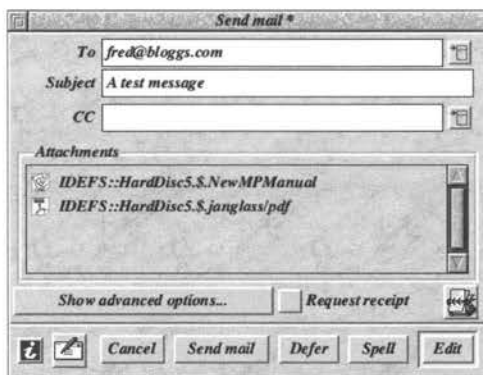 Send mail *
To fred@bloggs.com
Subject A test message
CC
Attachments
IDEFS::HardDisc5.$.NewMPManual
IDEFS::HardDisc5.$.janglass/pdf
Show advanced options... Request receipt
Cancel Send mail Defer Spell Edit